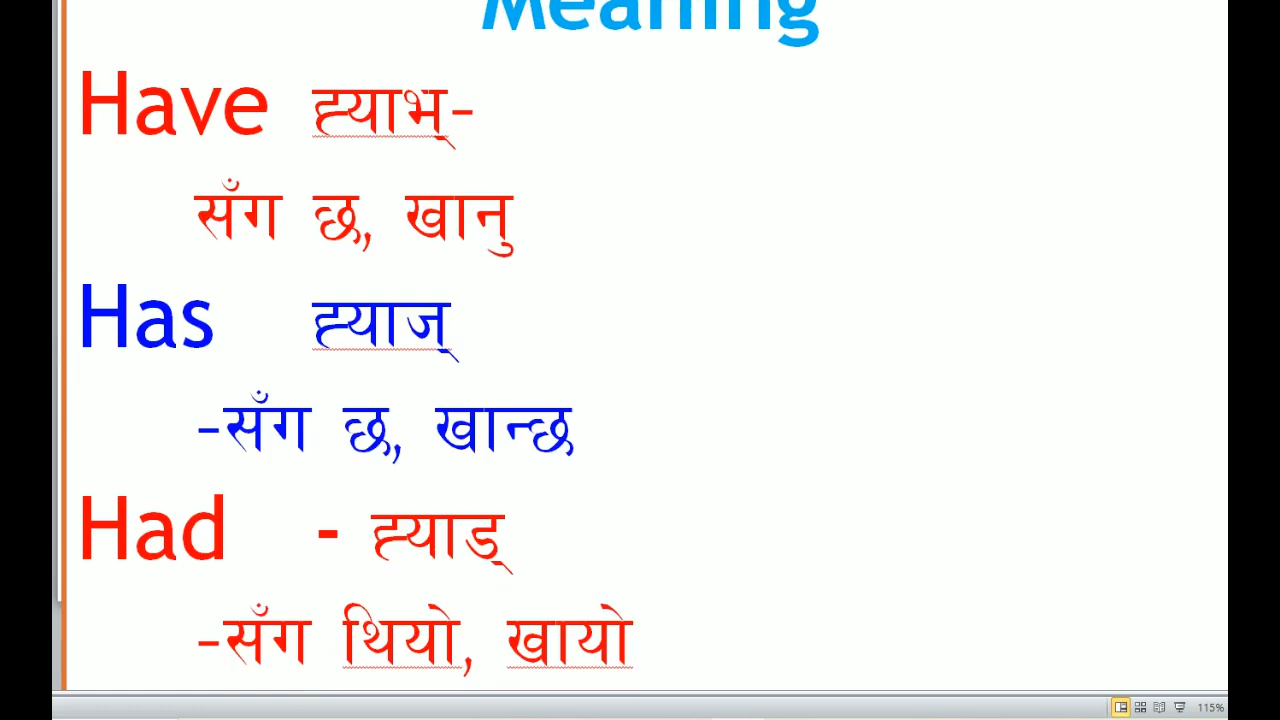 Meaning
Have ह्याभ्-
सँग छ, खानु
Has ह्याज्
-सँग छ, खान्छ
Had - ह्याड्
-सँग थियो, खायो
115%